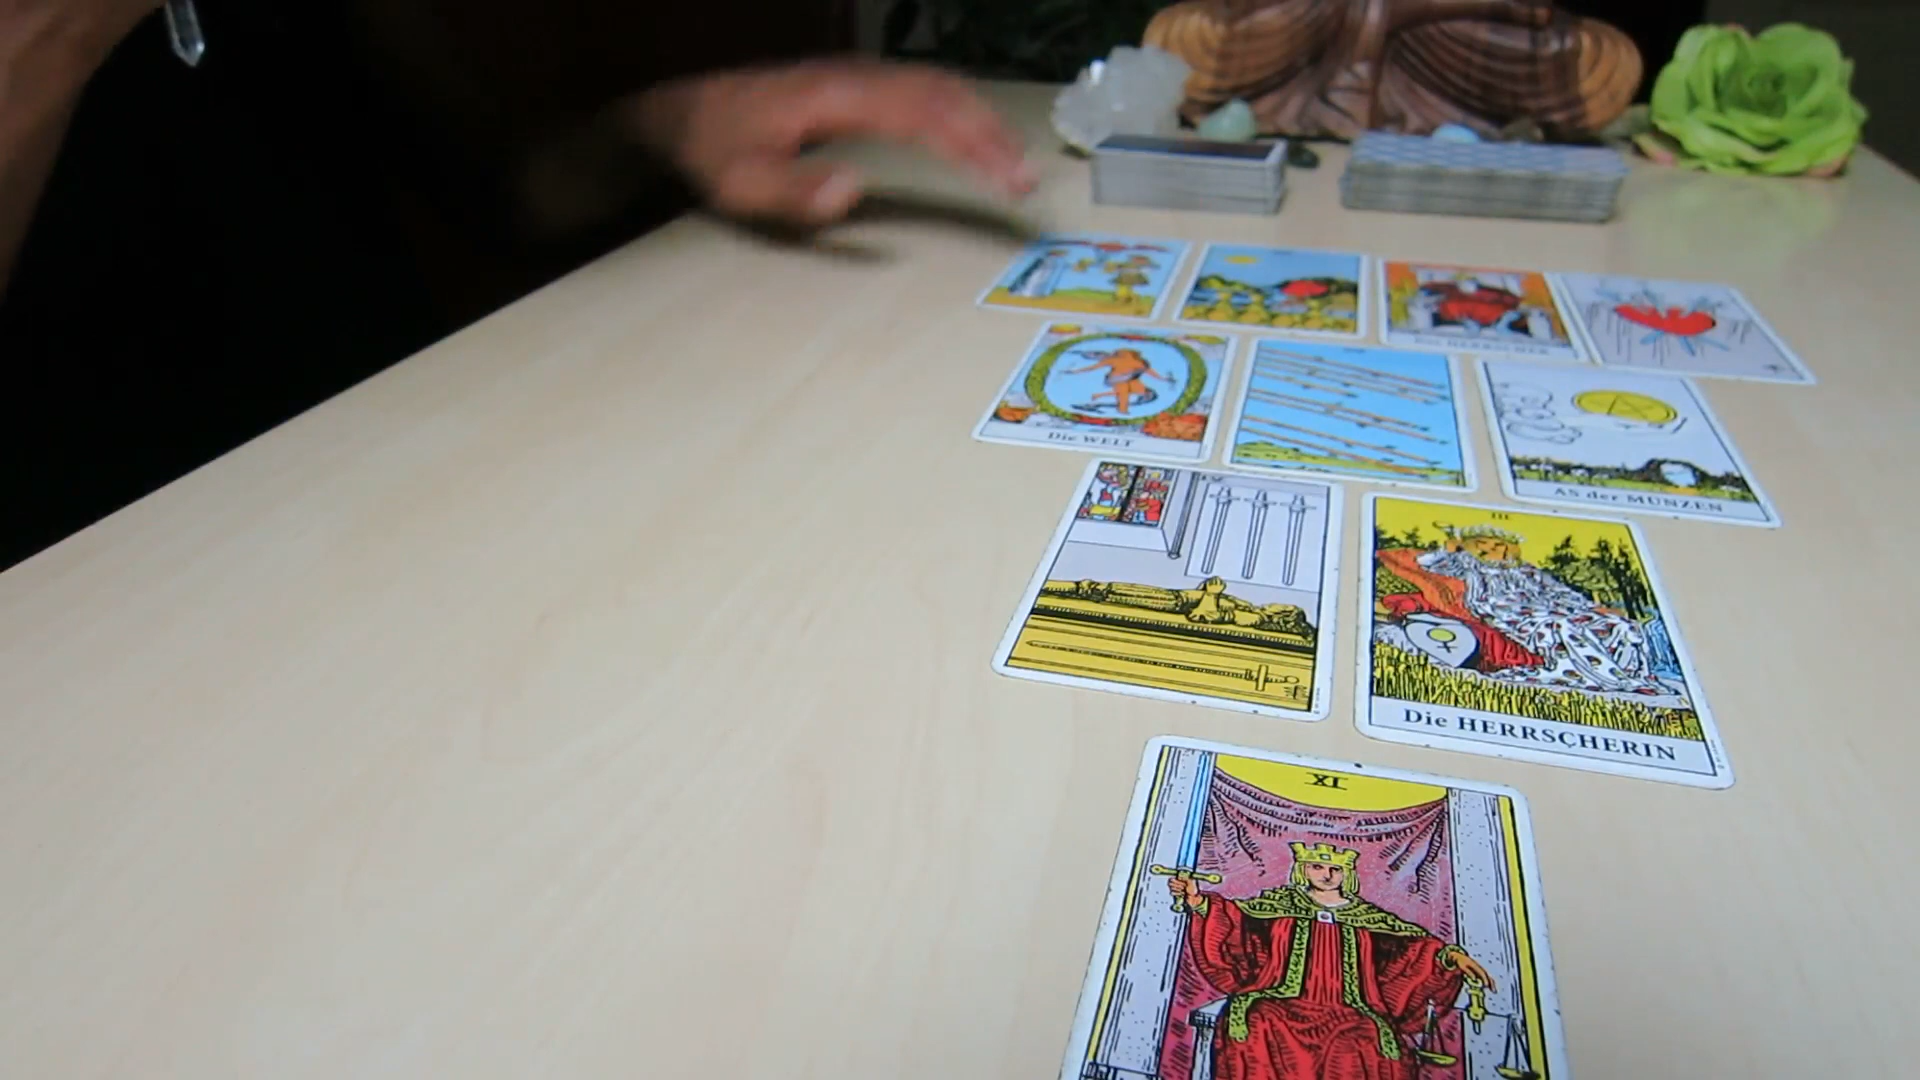 Die WELT
AS der MÜNZEN
III
Die HERRSCHERIN
XI